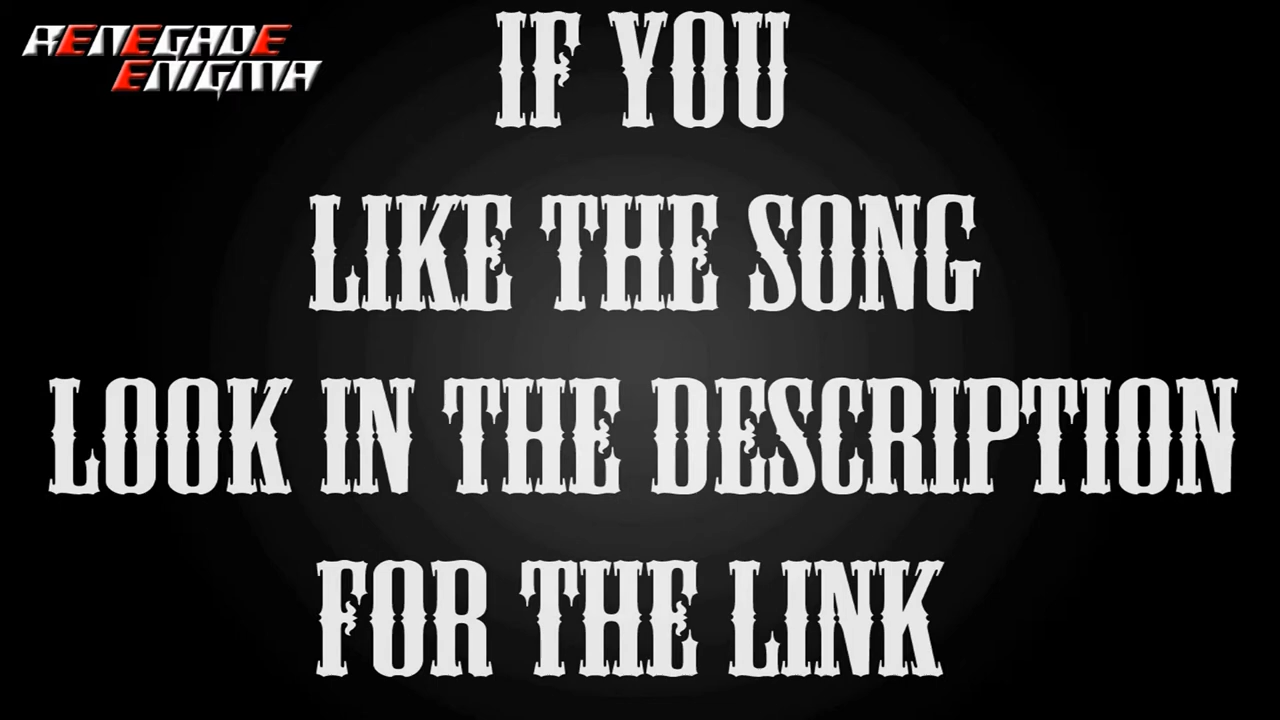 RENEGADE
ENIGMA
IF YOU
LIKE THE SONG
LOOK IN THE DESCRIPTION
FOR THE LINK